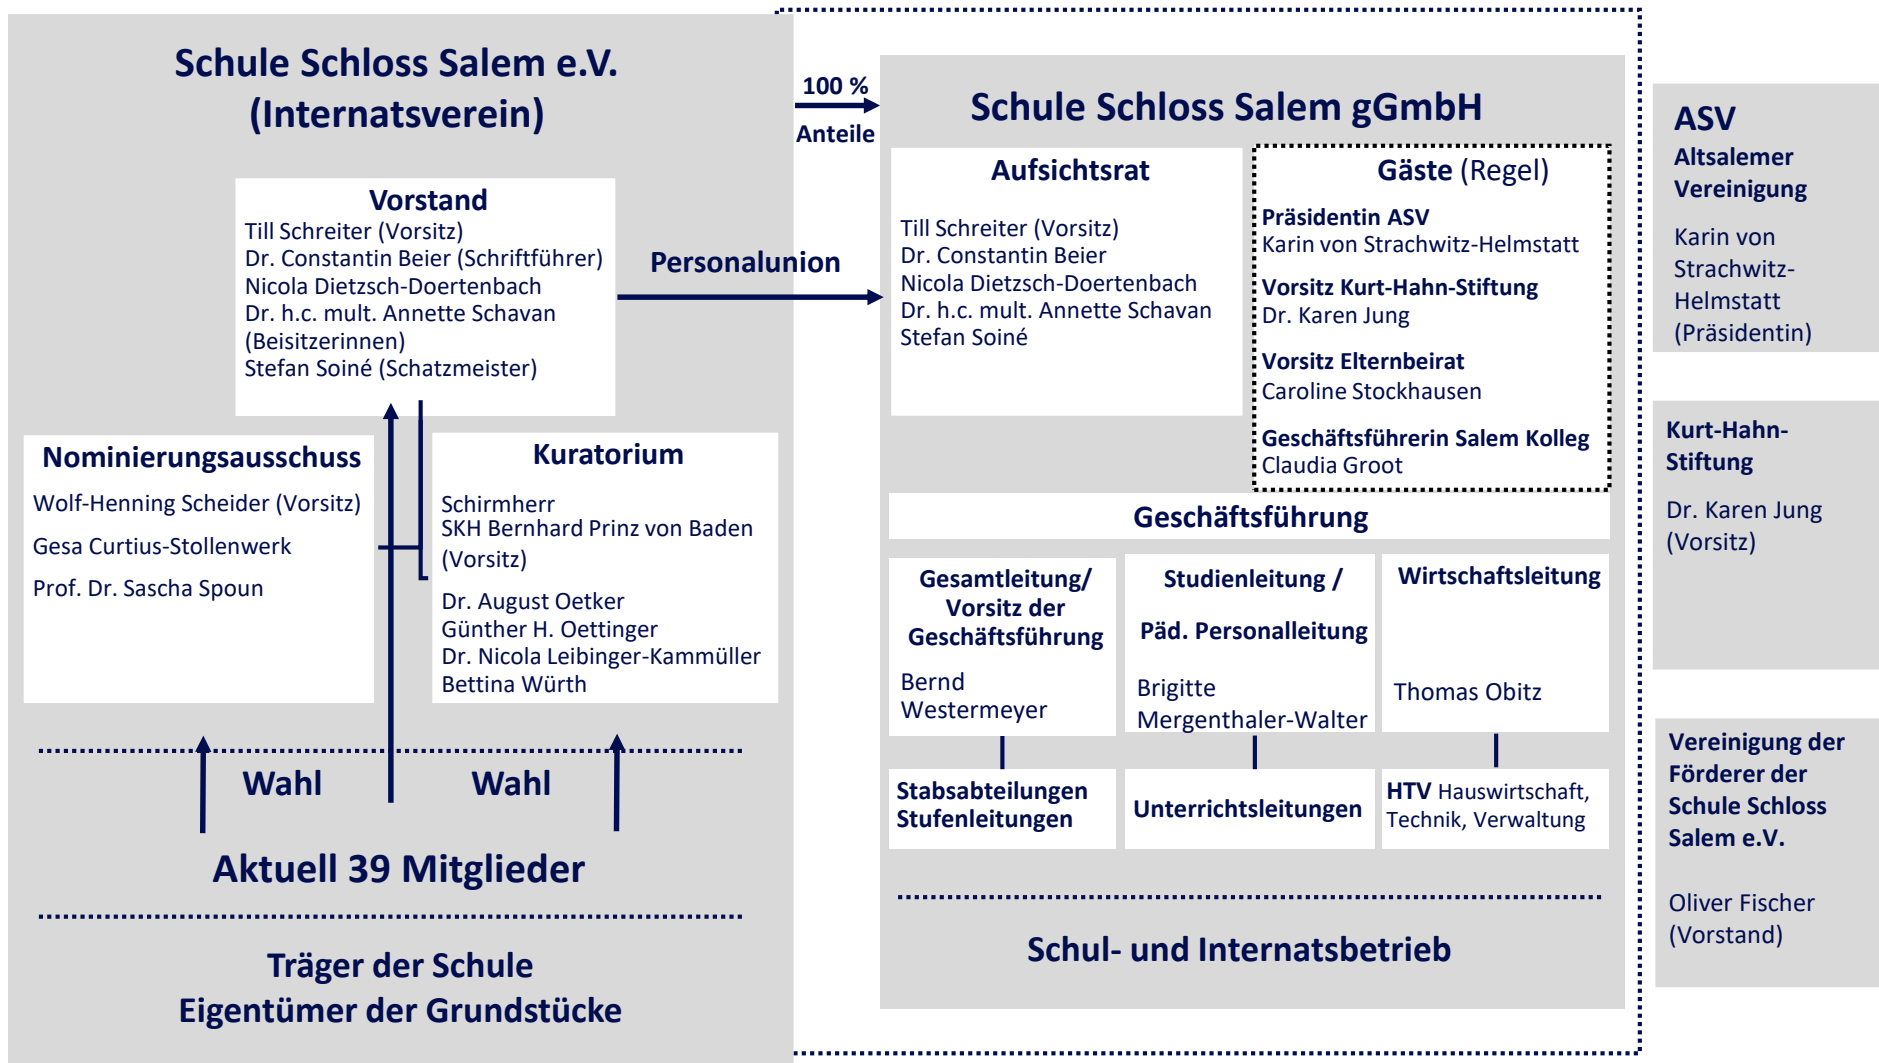 Schule Schloss Salem e.V.
(Internatsverein)
Vorstand
Till Schreiter (Vorsitz)
Dr. Constantin Beier (Schriftführer)
Nicola Dietzsch-Doertenbach
Dr. h.c. mult. Annette Schavan
(Beisitzerinnen)
Stefan Soiné (Schatzmeister)
Nominierungsausschuss
Wolf-Henning Scheider (Vorsitz)
Gesa Curtius-Stollenwerk
Prof. Dr. Sascha Spoun
Kuratorium
Schirmherr
SKH Bernhard Prinz von Baden
(Vorsitz)
Dr. August Oetker
Günther H. Oettinger
Dr. Nicola Leibinger-Kammüller
Bettina Würth
Wahl
Wahl
Aktuell 39 Mitglieder
Träger der Schule
Eigentümer der Grundstücke
100 %
Anteile
Personalunion
Schule Schloss Salem gGmbH
Aufsichtsrat
Till Schreiter (Vorsitz)
Dr. Constantin Beier
Nicola Dietzsch-Doertenbach
Dr. h.c. mult. Annette Schavan
Stefan Soiné
Gäste (Regel)
Präsidentin ASV
Karin von Strachwitz-Helmstatt
Vorsitz Kurt-Hahn-Stiftung
Dr. Karen Jung
Vorsitz Elternbeirat
Caroline Stockhausen
Geschäftsführerin Salem Kolleg
Claudia Groot
Geschäftsführung
Gesamtleitung/
Vorsitz der
Geschäftsführung
Bernd
Westermeyer
Studienleitung /
Päd. Personalleitung
Brigitte
Mergenthaler-Walter
Wirtschaftsleitung
Thomas Obitz
Stabsabteilungen
Stufenleitungen
Unterrichtsleitungen
HTV Hauswirtschaft,
Technik, Verwaltung
Schul- und Internatsbetrieb
ASV
Altsalemer
Vereinigung
Karin von
Strachwitz-
Helmstatt
(Präsidentin)
Kurt-Hahn-
Stiftung
Dr. Karen Jung
(Vorsitz)
Vereinigung der
Förderer der
Schule Schloss
Salem e.V.
Oliver Fischer
(Vorstand)